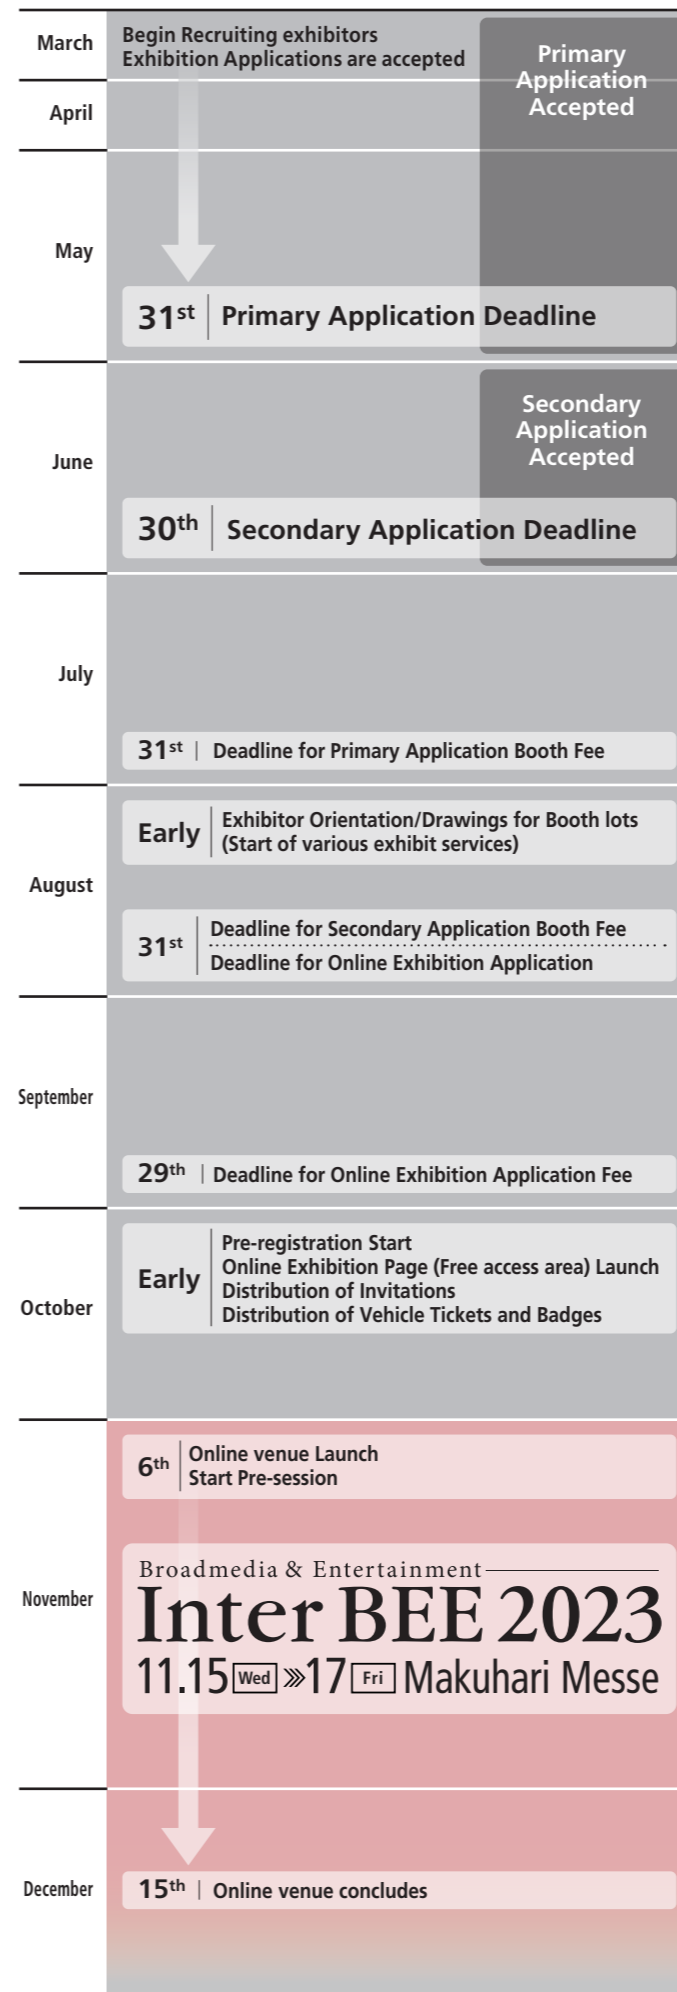 March
Begin Recruiting exhibitors
Exhibition Applications are accepted
Primary
Application
Accepted
April
May
31st Primary Application Deadline
June
Secondary
Application
Accepted
30th Secondary Application Deadline
July
31st Deadline for Primary Application Booth Fee
August
Early
Exhibitor Orientation/Drawings for Booth lots
(Start of various exhibit services)
31st
Deadline for Secondary Application Booth Fee
Deadline for Online Exhibition Application
September
29th Deadline for Online Exhibition Application Fee
October
Early
Pre-registration Start
Online Exhibition Page (Free access area) Launch
Distribution of Invitations
Distribution of Vehicle Tickets and Badges
November
6th
Online venue Launch
Start Pre-session
Broadmedia & Entertainment
Inter BEE 2023
11.15 Wed 17 Fri Makuhari Messe
December
15th Online venue concludes